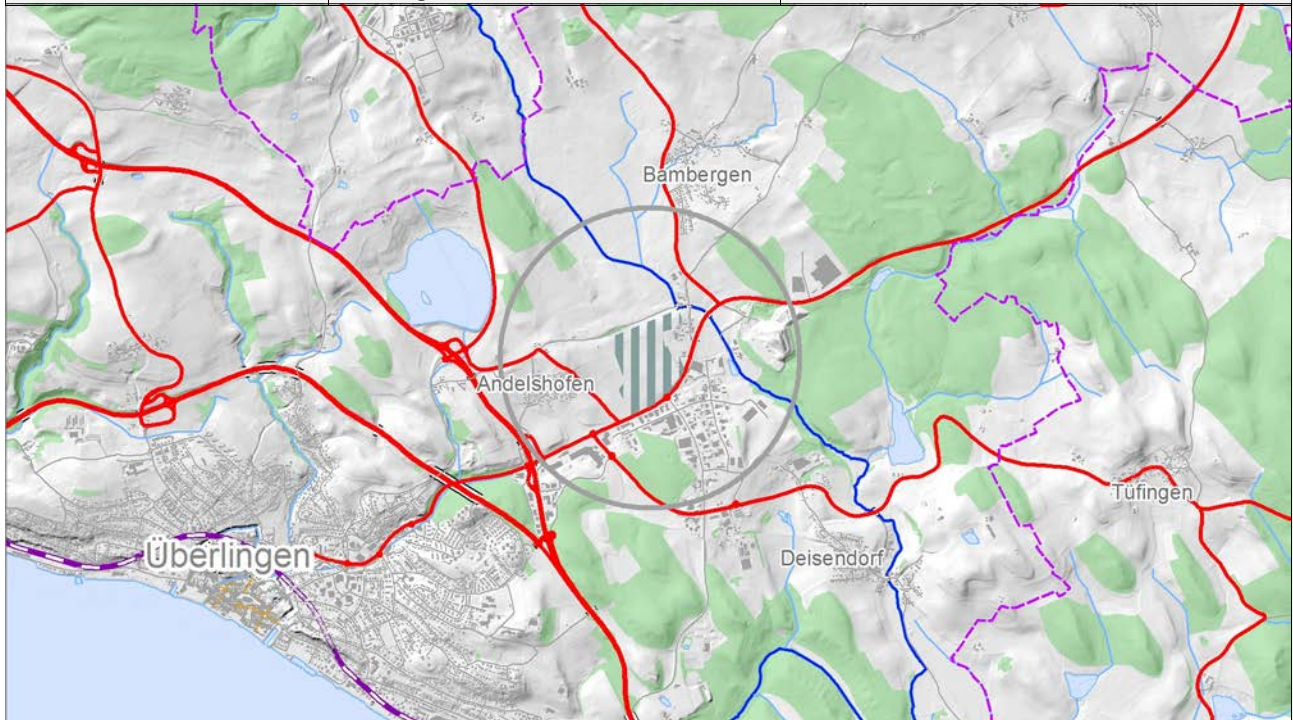 Bambergen
Andelshofen
Tüfingen
Überlingen
Deisendorf